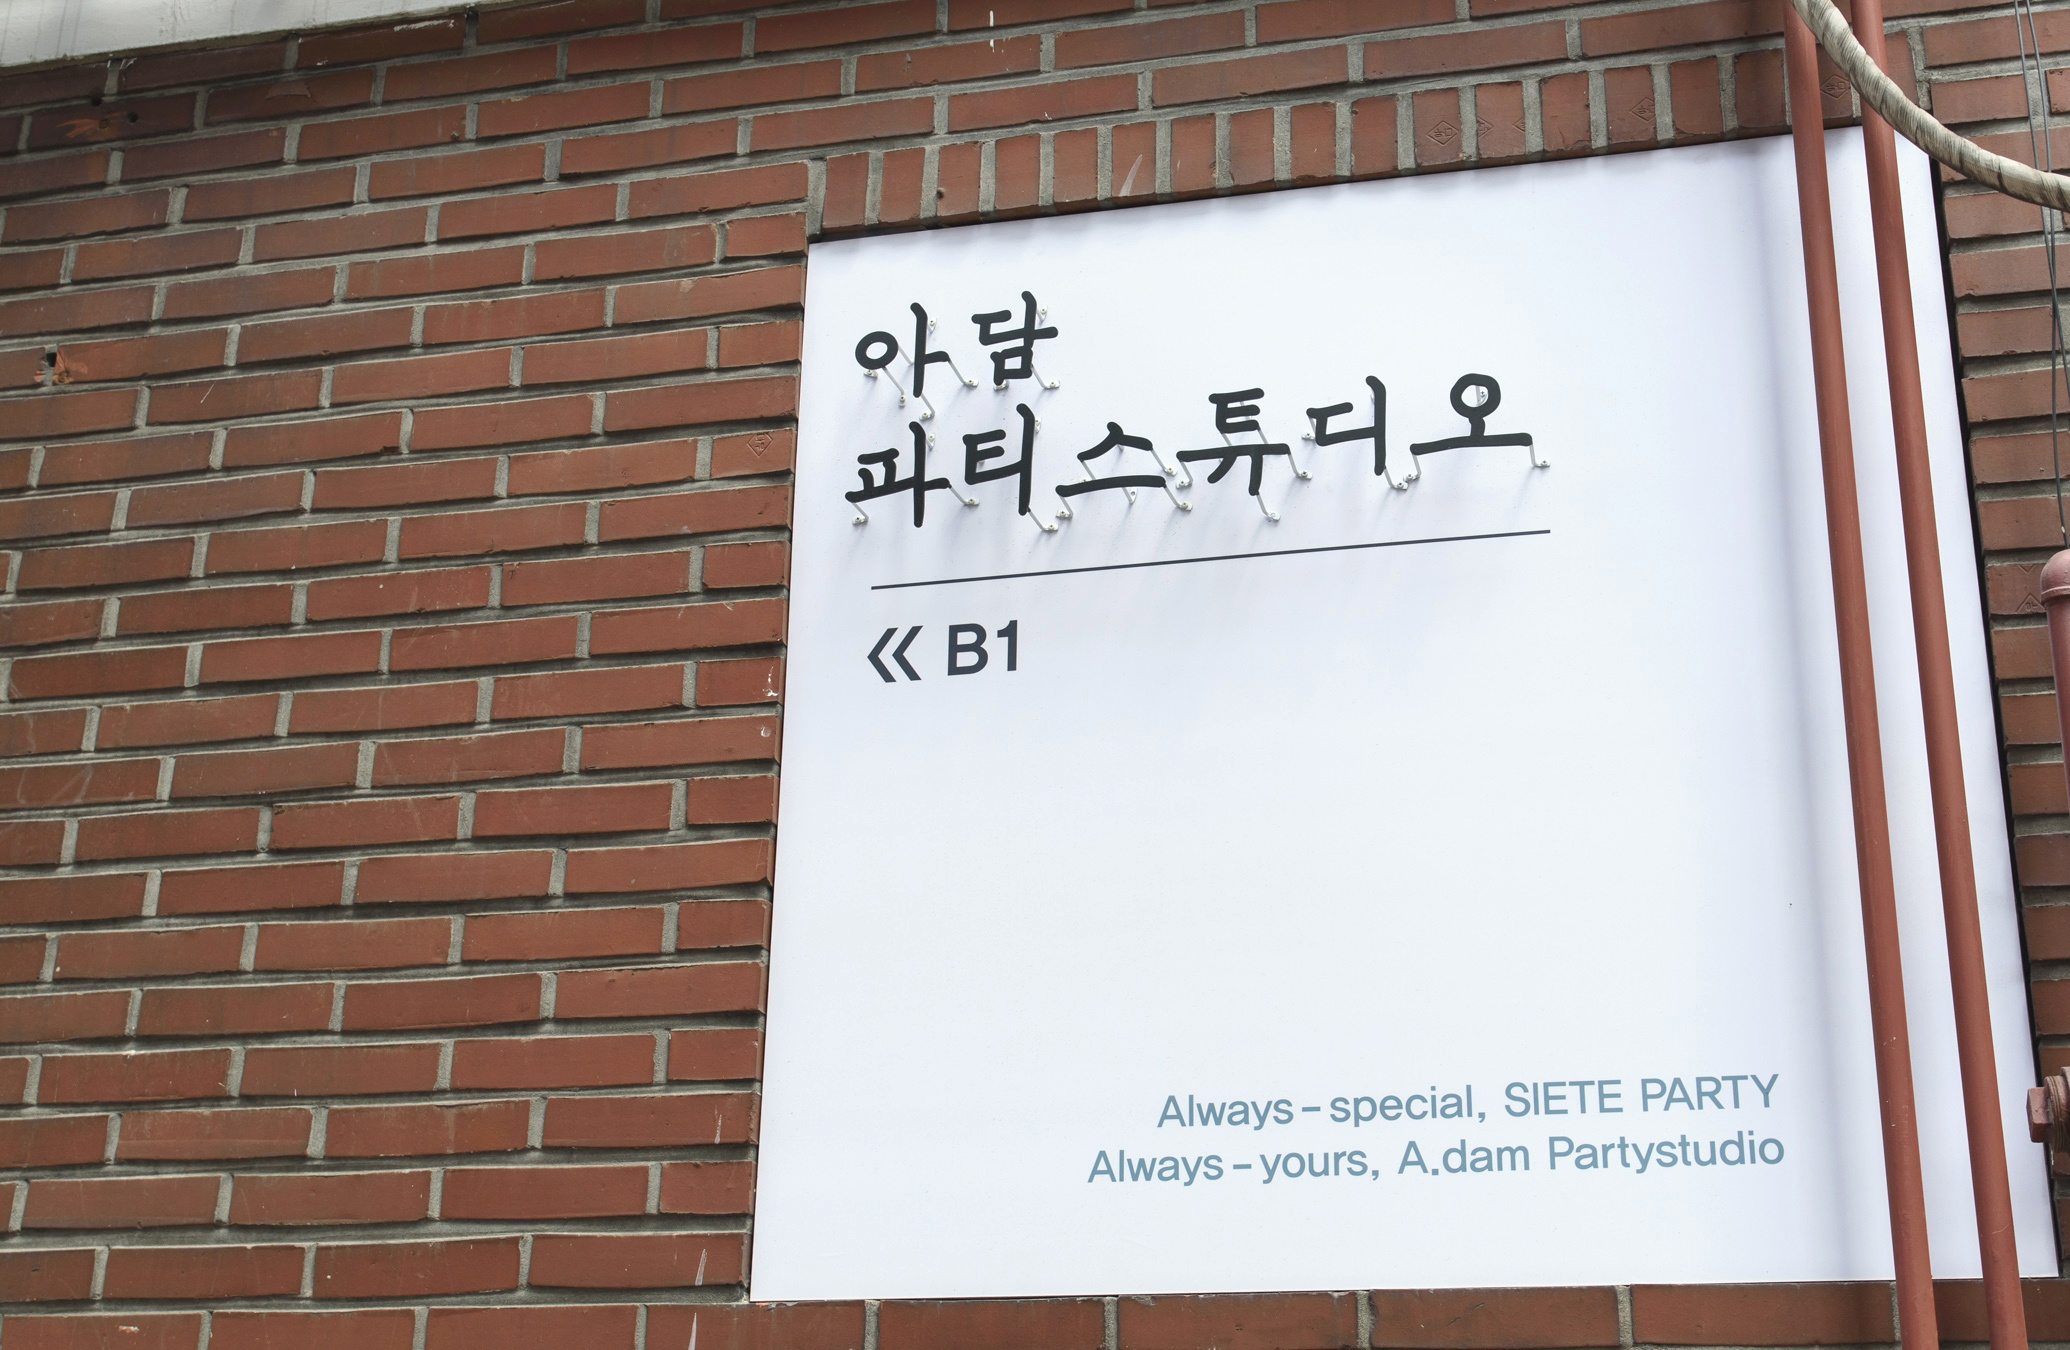 아담
파티스튜디오
« B1
Always-special, SIETE PARTY
Always-yours, A.dam Partystudio